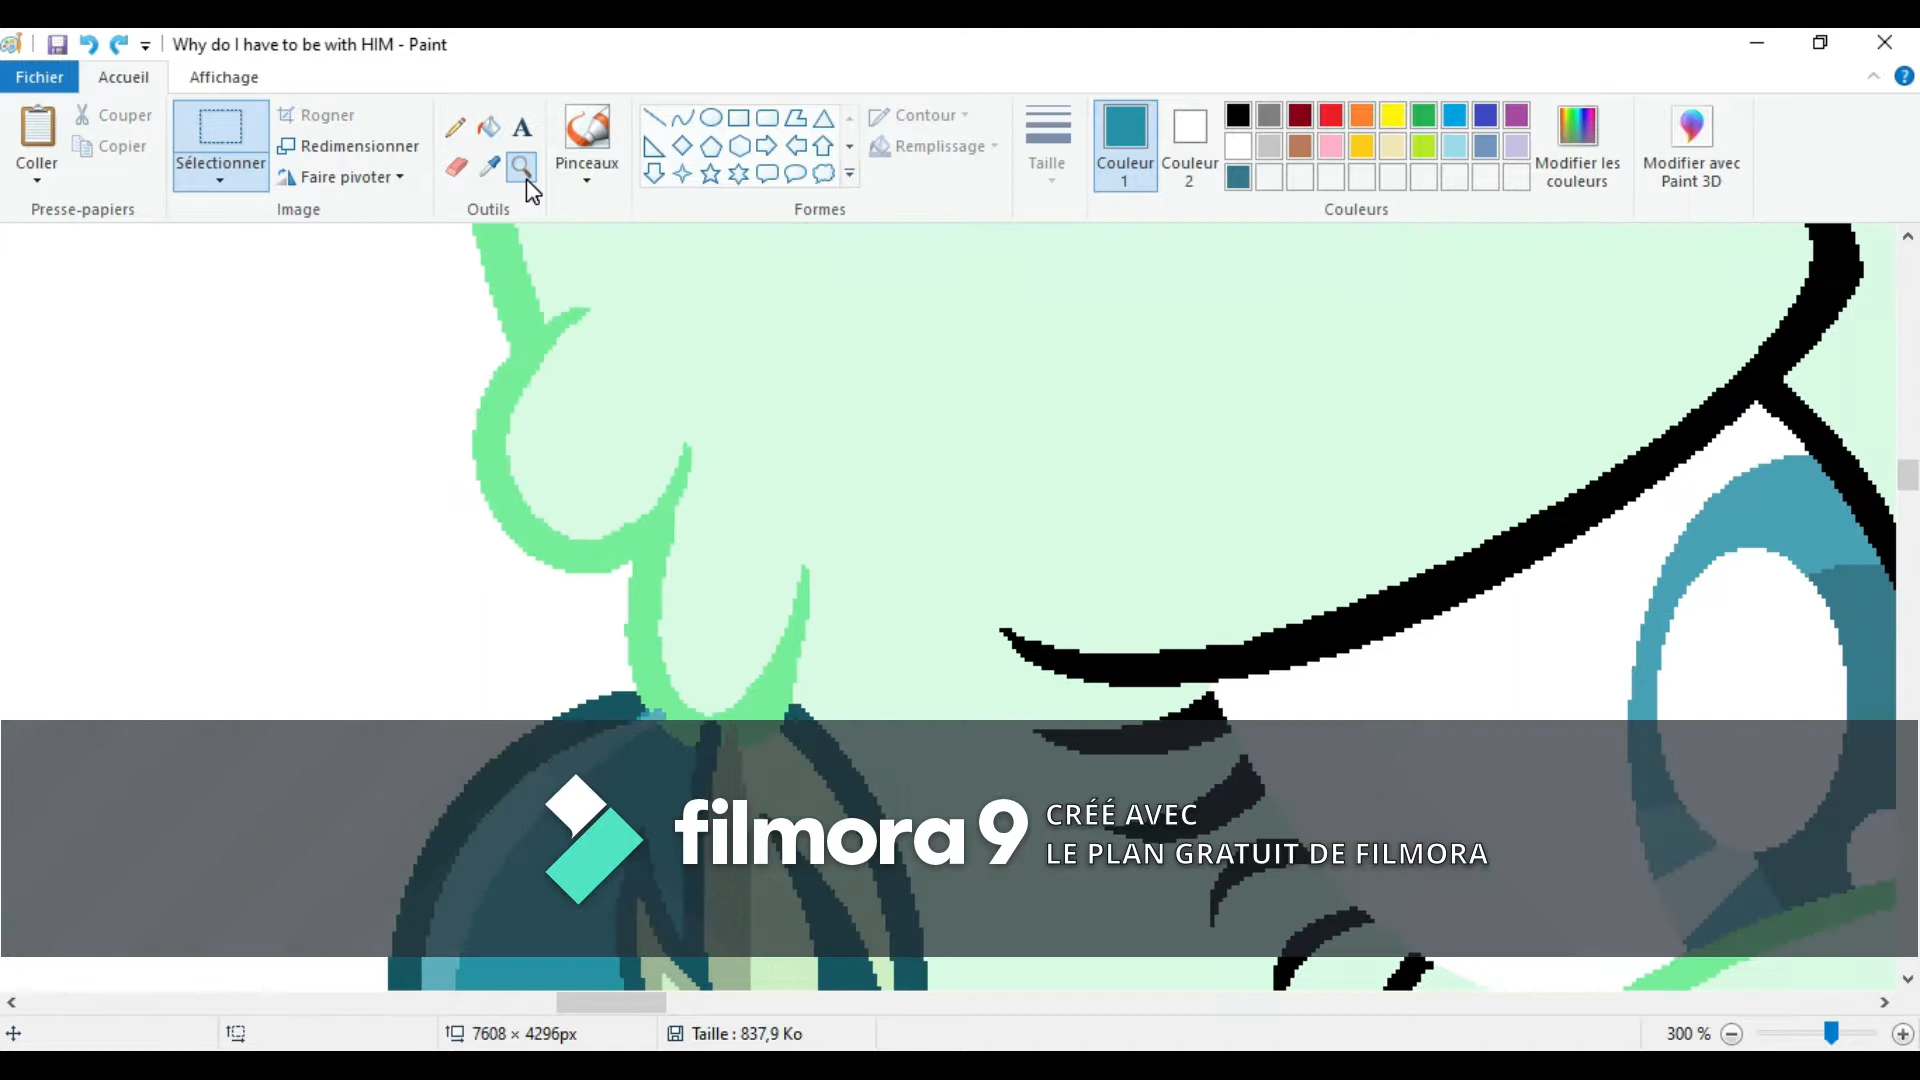 Why do I have to be with HIM - Paint
Fichier
Accueil
Affichage
Coller
Couper
Copier
Presse-papiers
Sélectionner
Rogner
Redimensionner
Faire pivoter
Image
A
Outils
Pinceaux
Formes
Contour
Remplissage
Taille
Couleur
1
Couleur
2
Couleurs
Modifier les
couleurs
Modifier avec
Paint 3D
filmora9
CRÉÉ AVEC
LE PLAN GRATUIT DE FILMORA
7608 × 4296px
Taille : 837,9 Ko
300 %